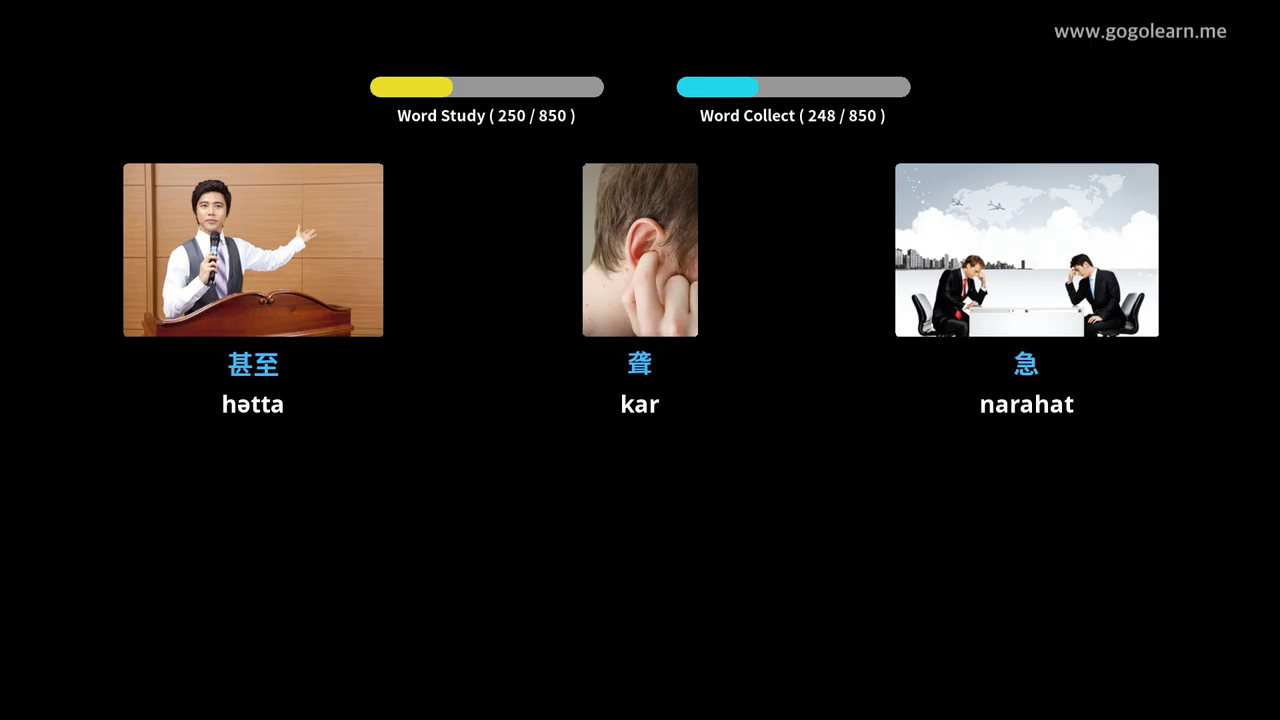 www.gogolearn.me
Word Study ( 250 / 850 )
Word Collect ( 248 / 850 )
甚至
聋
急
hətta
kar
narahat